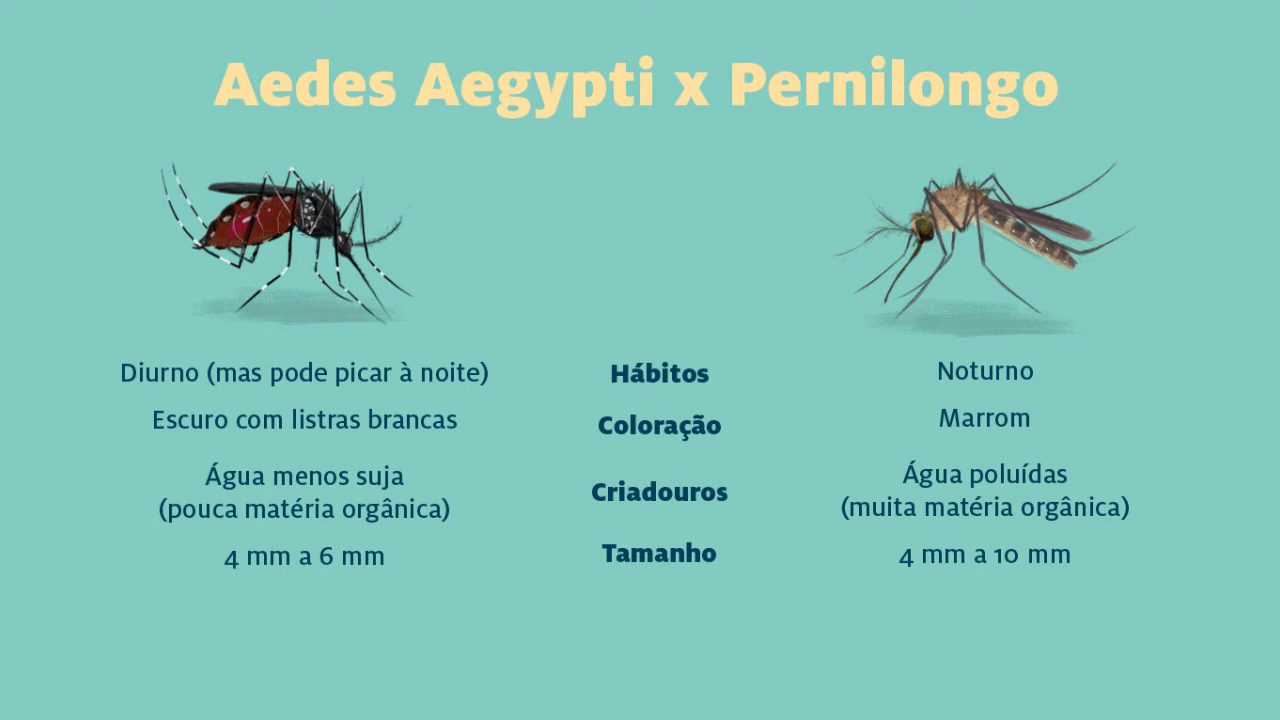 Aedes Aegypti x Pernilongo
Diurno (mas pode picar à noite)
Hábitos
Noturno
Escuro com listras brancas
Coloração
Marrom
Água menos suja
(pouca matéria orgânica)
Criadouros
Água poluídas
(muita matéria orgânica)
4 mm a 6 mm
Tamanho
4 mm a 10 mm